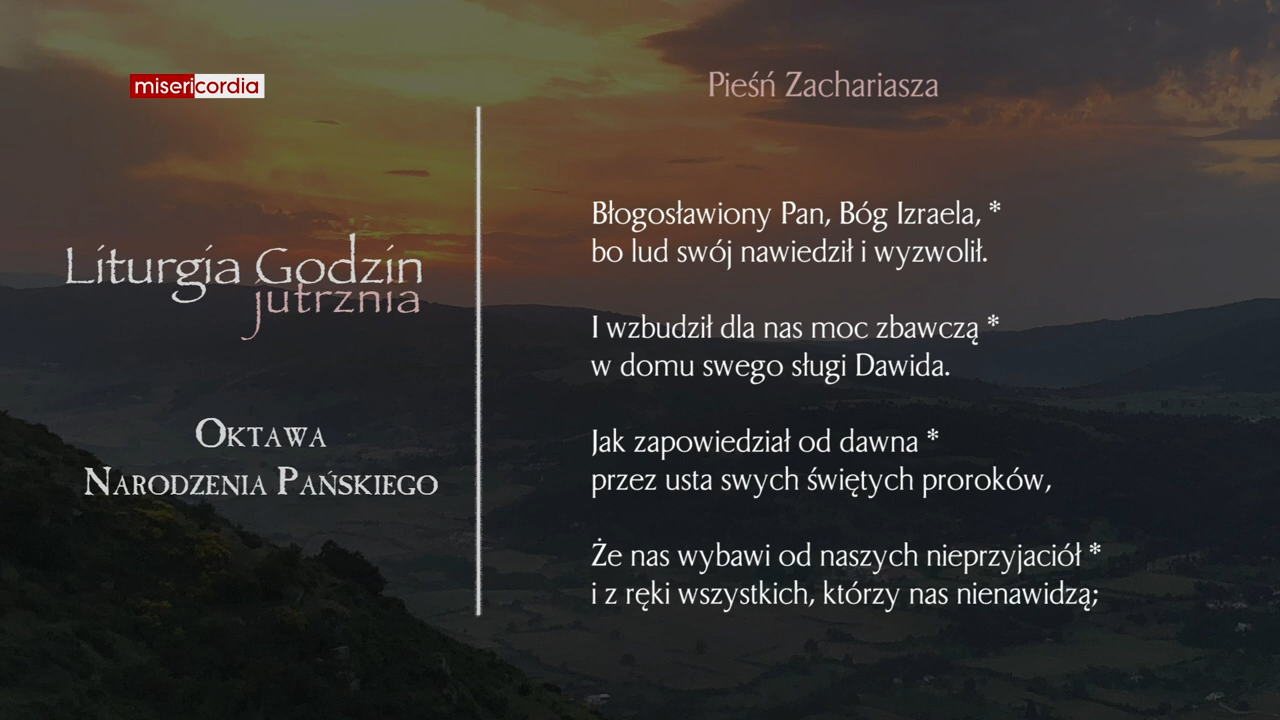 misericordia
Liturgia Godzin
jutrznia
Oktawa
Narodzenia Pańskiego
Pieśń Zachariasza
Błogosławiony Pan, Bóg Izraela, *
bo lud swój nawiedził i wyzwolił.
I wzbudził dla nas moc zbawczą *
w domu swego sługi Dawida.
Jak zapowiedział od dawna *
przez usta swych świętych proroków,
Że nas wybawi od naszych nieprzyjaciół *
i z ręki wszystkich, którzy nas nienawidzą;